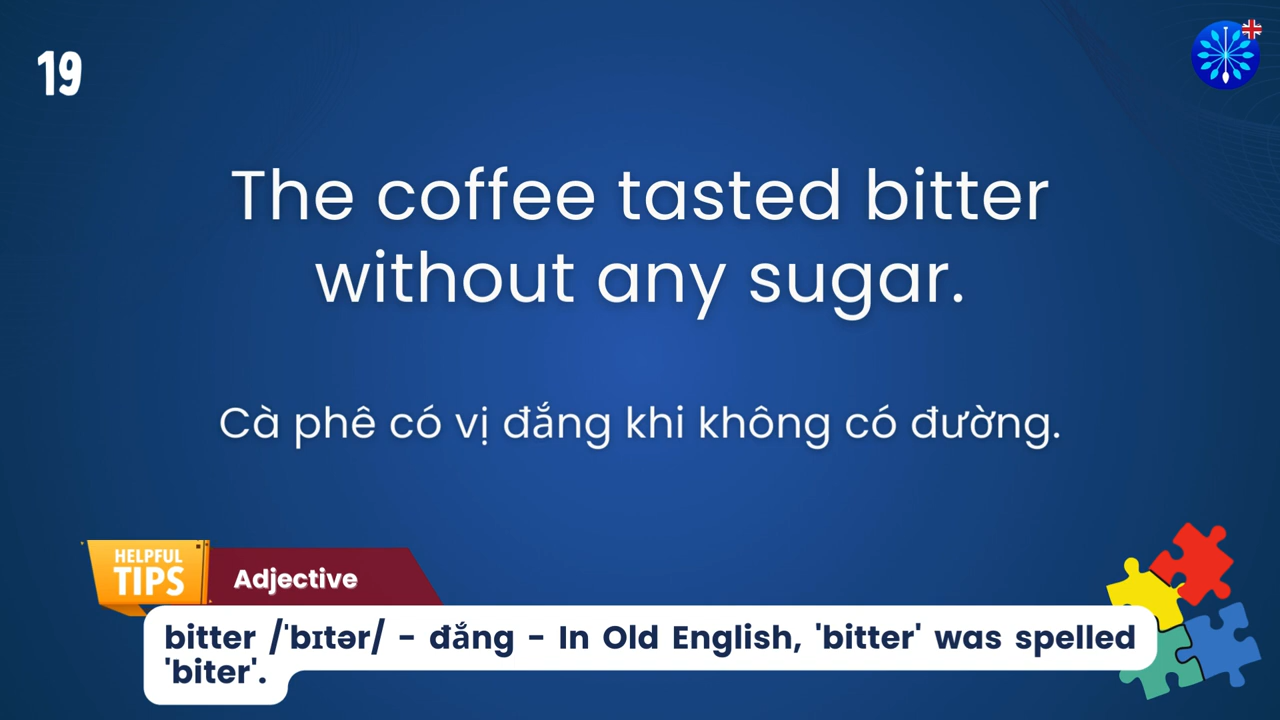 19
The coffee tasted bitter
without any sugar.
Cà phê có vị đắng khi không có đường.
HELPFUL
TIPS
Adjective
bitter /ˈbɪtər/ - đắng - In Old English, 'bitter' was spelled
'biter'.